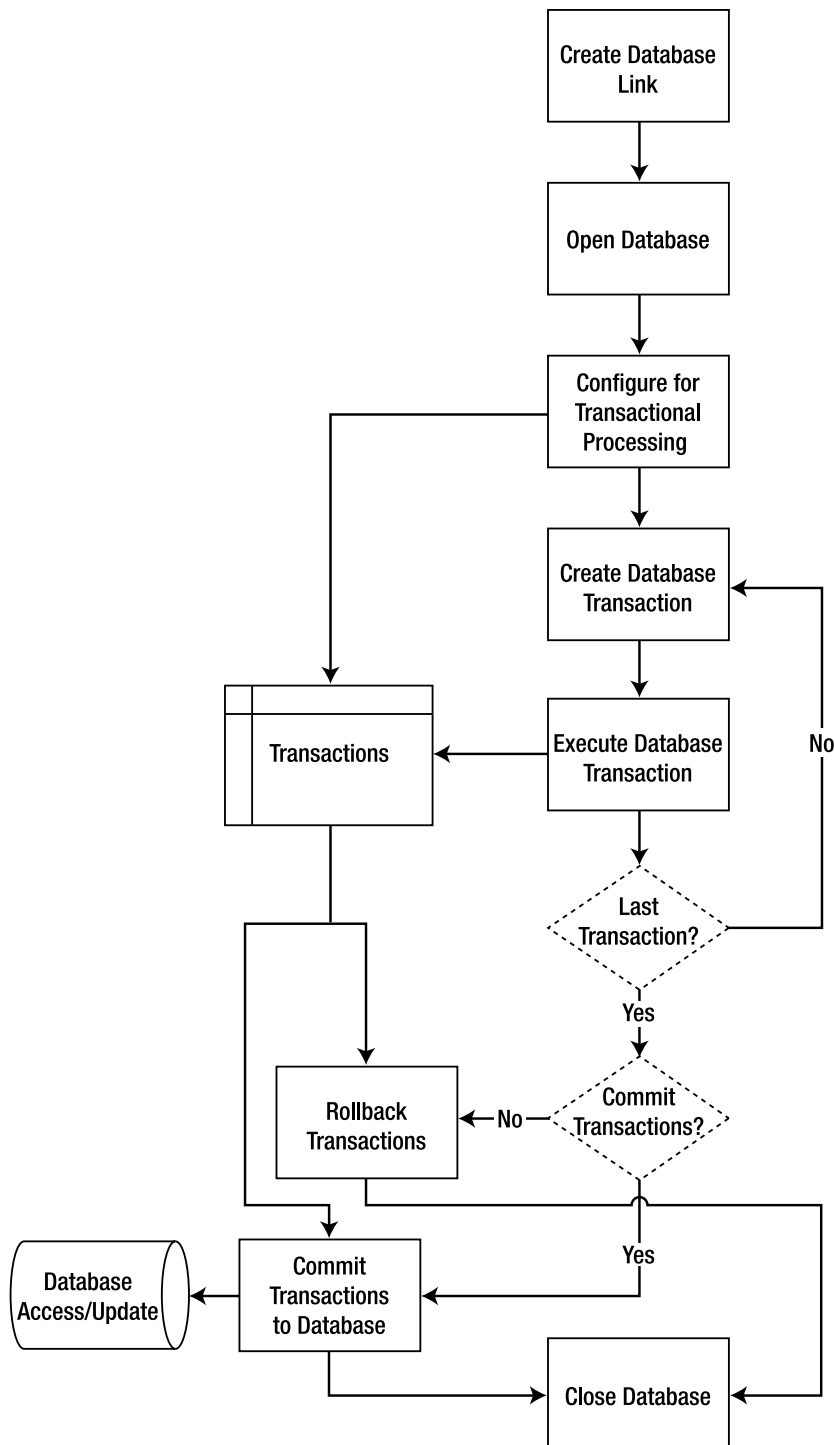 Create Database
Link
Open Database
Configure for
Transactional
Processing
Create Database
Transaction
Transactions
Execute Database
Transaction
No
Last
Transaction?
Yes
Commit
Transactions?
No
Rollback
Transactions
Yes
Commit
Transactions
to Database
Database
Access/Update
Close Database